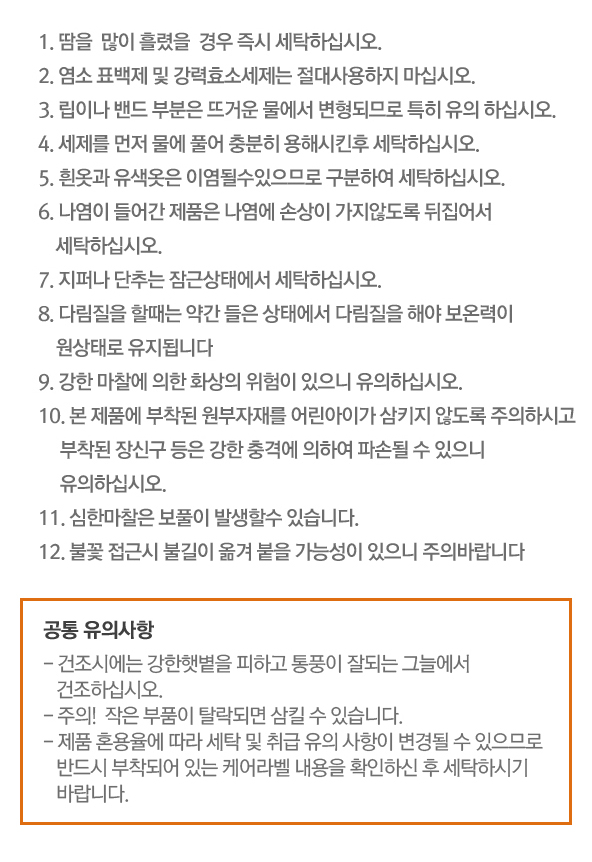 1. 땀을 많이 흘렸을 경우 즉시 세탁하십시오.
2. 염소 표백제 및 강력효소세제는 절대사용하지 마십시오.
3. 립이나 밴드 부분은 뜨거운 물에서 변형되므로 특히 유의 하십시오.
4. 세제를 먼저 물에 풀어 충분히 용해시킨후 세탁하십시오.
5. 흰옷과 유색옷은 이염될수있으므로 구분하여 세탁하십시오.
6. 나염이 들어간 제품은 나염에 손상이 가지않도록 뒤집어서
세탁하십시오.
7. 지퍼나 단추는 잠근상태에서 세탁하십시오.
8. 다림질을 할때는 약간 들은 상태에서 다림질을 해야 보온력이
원상태로 유지됩니다
9. 강한 마찰에 의한 화상의 위험이 있으니 유의하십시오.
10. 본 제품에 부착된 원부자재를 어린아이가 삼키지 않도록 주의하시고
부착된 장신구 등은 강한 충격에 의하여 파손될 수 있으니
유의하십시오.
11. 심한마찰은 보풀이 발생할수 있습니다.
12. 불꽃 접근시 불길이 옮겨 붙을 가능성이 있으니 주의바랍니다
공통 유의사항
- 건조시에는 강한햇볕을 피하고 통풍이 잘되는 그늘에서
건조하십시오.
- 주의! 작은 부품이 탈락되면 삼킬 수 있습니다.
- 제품 혼용율에 따라 세탁 및 취급 유의 사항이 변경될 수 있으므로
반드시 부착되어 있는 케어라벨 내용을 확인하신 후 세탁하시기
바랍니다.